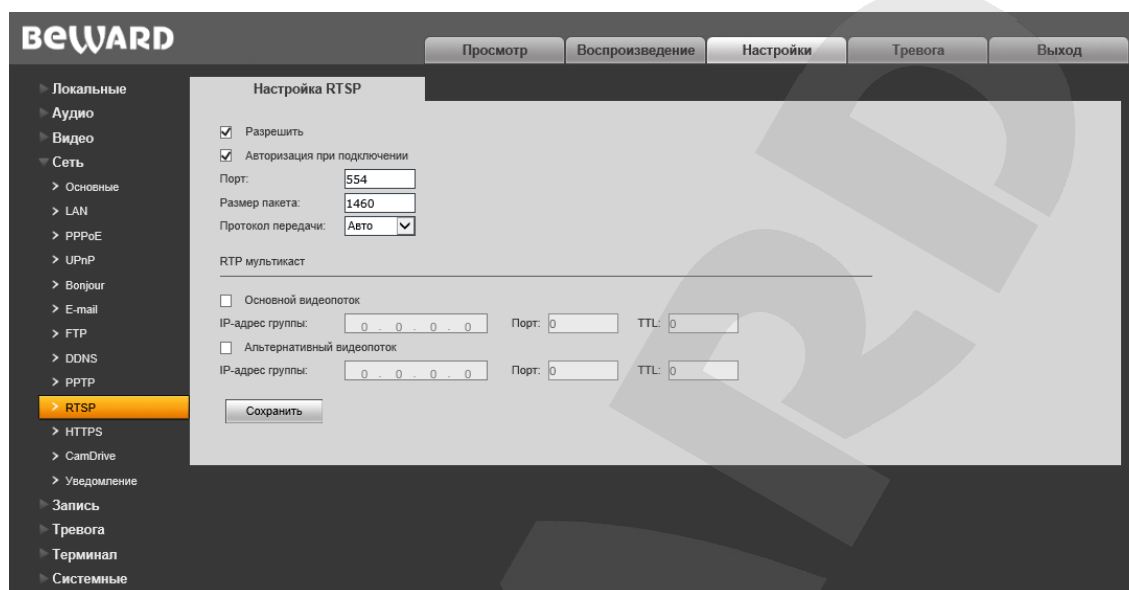 BEWARD
Просмотр Воспроизведение Настройки Тревога Выход
Локальные
Аудио
Видео
Сеть
> Основные
> LAN
> PPPoE
> UPnP
> Bonjour
> E-mail
> FTP
> DDNS
> PPTP
> RTSP
> HTTPS
> CamDrive
> Уведомление
Запись
Тревога
Терминал
Системные
Настройка RTSP
Разрешить
Авторизация при подключении
Порт: 554
Размер пакета: 1460
Протокол передачи: Авто
RTP мультикаст
Основной видеопоток
IP-адрес группы: 0 . 0 . 0 . 0 Порт: 0 TTL: 0
Альтернативный видеопоток
IP-адрес группы: 0 . 0 . 0 . 0 Порт: 0 TTL: 0
Сохранить